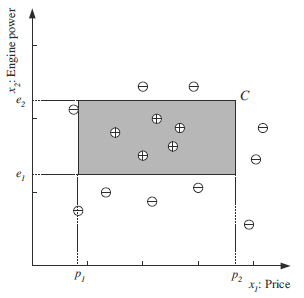 x₂: Engine power
C
e₂
e₁
p₁
p₂
x₁: Price